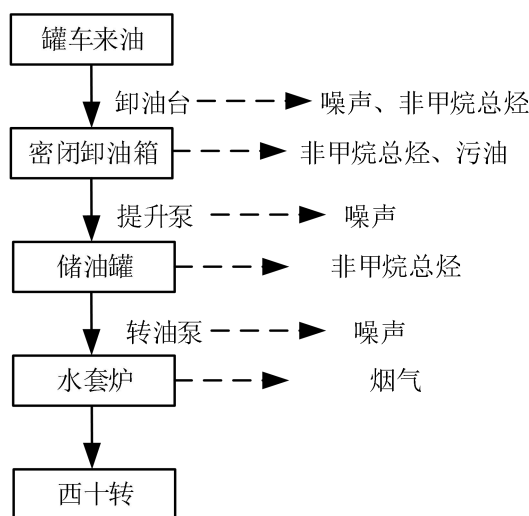 罐车来油
卸油台 噪声、非甲烷总烃
密闭卸油箱 非甲烷总烃、污油
提升泵 噪声
储油罐 非甲烷总烃
转油泵 噪声
水套炉 烟气
西十转